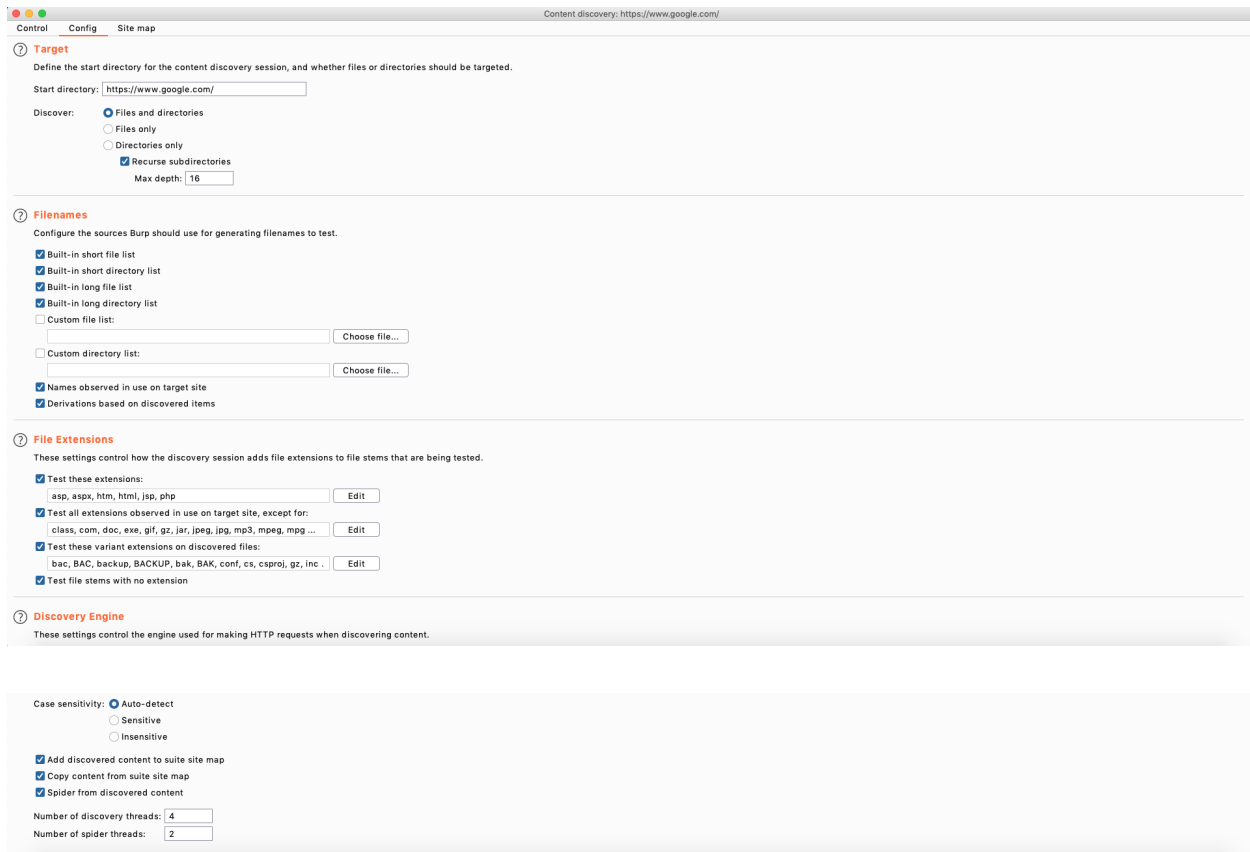 Content discovery: https://www.google.com/
Control Config Site map
? Target
Define the start directory for the content discovery session, and whether files or directories should be targeted.
Start directory: https://www.google.com/
Discover: Files and directories
Files only
Directories only
Recurse subdirectories
Max depth: 16
? Filenames
Configure the sources Burp should use for generating filenames to test.
Built-in short file list
Built-in short directory list
Built-in long file list
Built-in long directory list
Custom file list:
Choose file...
Custom directory list:
Choose file...
Names observed in use on target site
Derivations based on discovered items
? File Extensions
These settings control how the discovery session adds file extensions to file stems that are being tested.
Test these extensions:
asp, aspx, htm, html, jsp, php Edit
Test all extensions observed in use on target site, except for:
class, com, doc, exe, gif, gz, jar, jpeg, jpg, mp3, mpeg, mpg ... Edit
Test these variant extensions on discovered files:
bac, BAC, backup, BACKUP, bak, BAK, conf, cs, csproj, gz, inc . Edit
Test file stems with no extension
? Discovery Engine
These settings control the engine used for making HTTP requests when discovering content.
Case sensitivity: Auto-detect
Sensitive
Insensitive
Add discovered content to suite site map
Copy content from suite site map
Spider from discovered content
Number of discovery threads: 4
Number of spider threads: 2